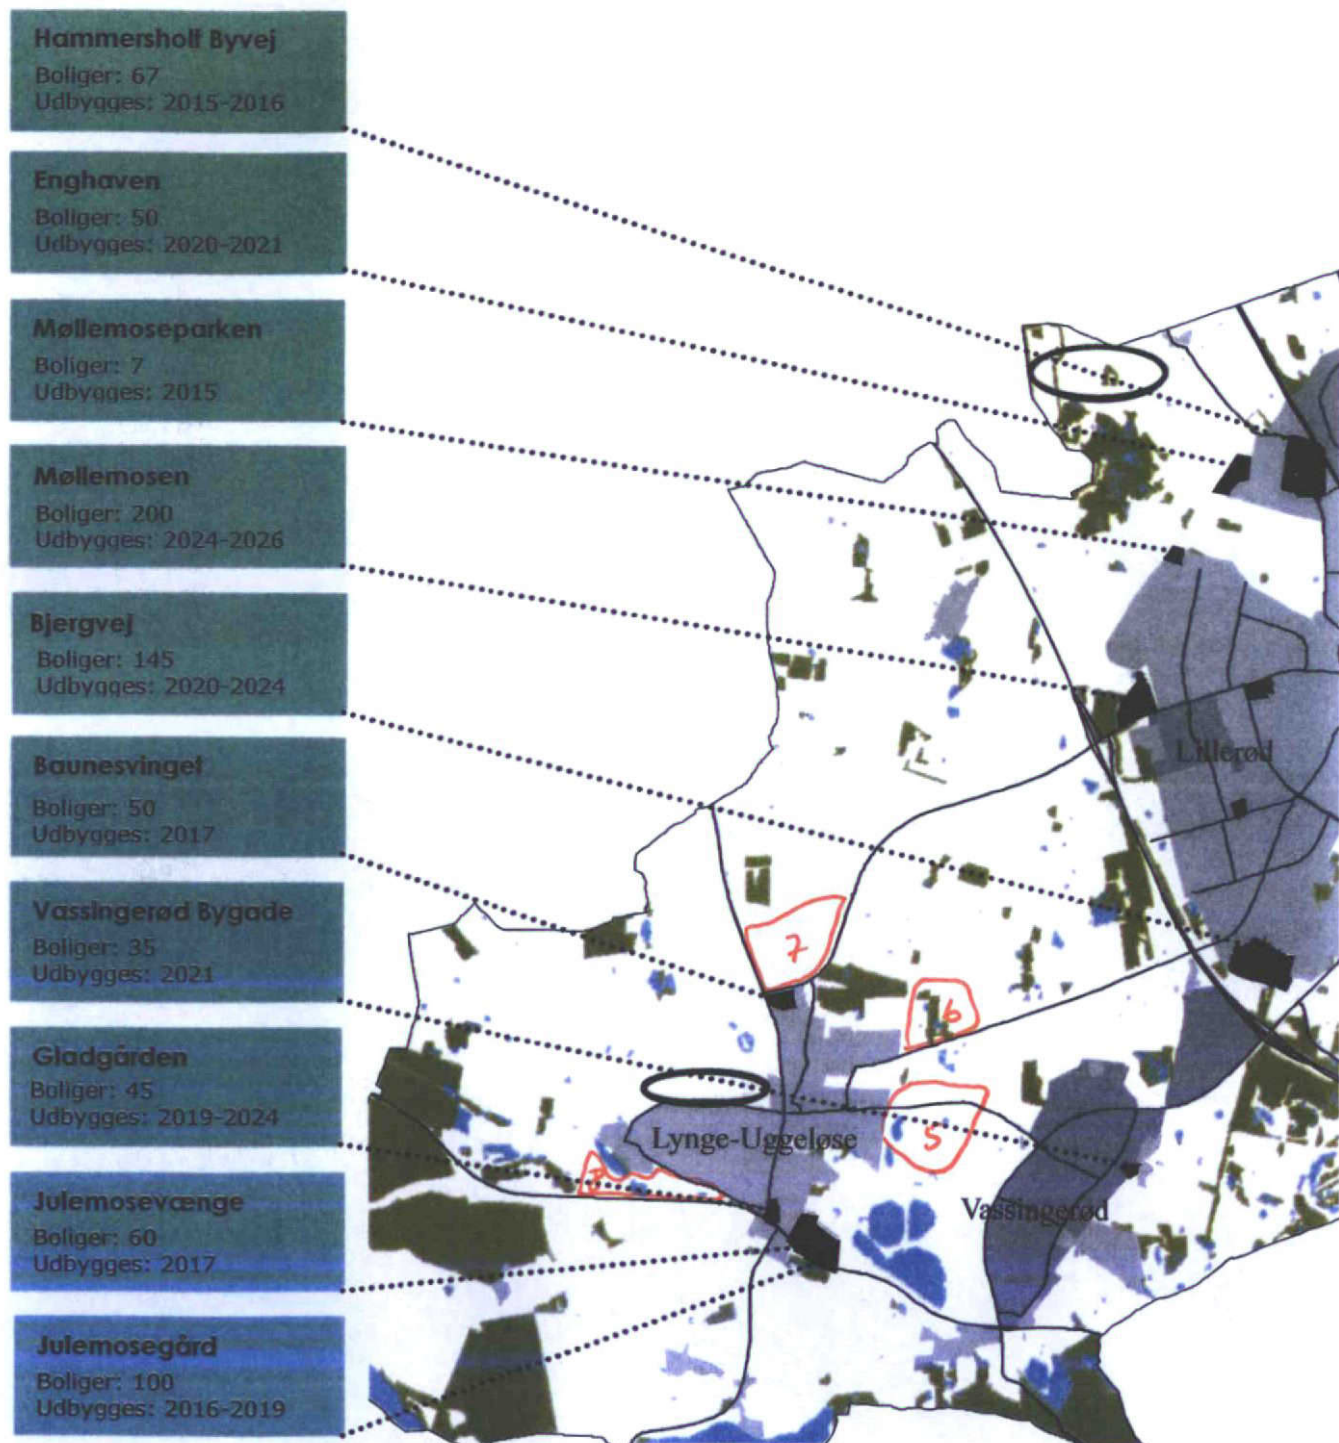 Hammersholt Byvej
Boliger: 67
Udbygges: 2015-2016
Enghaven
Boliger: 50
Udbygges: 2020-2021
Møllemoseparken
Boliger: 7
Udbygges: 2015
Møllemosen
Boliger: 200
Udbygges: 2024-2026
Bjergvej
Boliger: 145
Udbygges: 2020-2024
Baunesvinget
Boliger: 50
Udbygges: 2017
Vassingerød Bygade
Boliger: 35
Udbygges: 2021
Gladgården
Boliger: 45
Udbygges: 2019-2024
Julemosevænge
Boliger: 60
Udbygges: 2017
Julemosegård
Boliger: 100
Udbygges: 2016-2019
Lillerød
7
6
5
Lynge-Uggeløse
8
Vassingerød